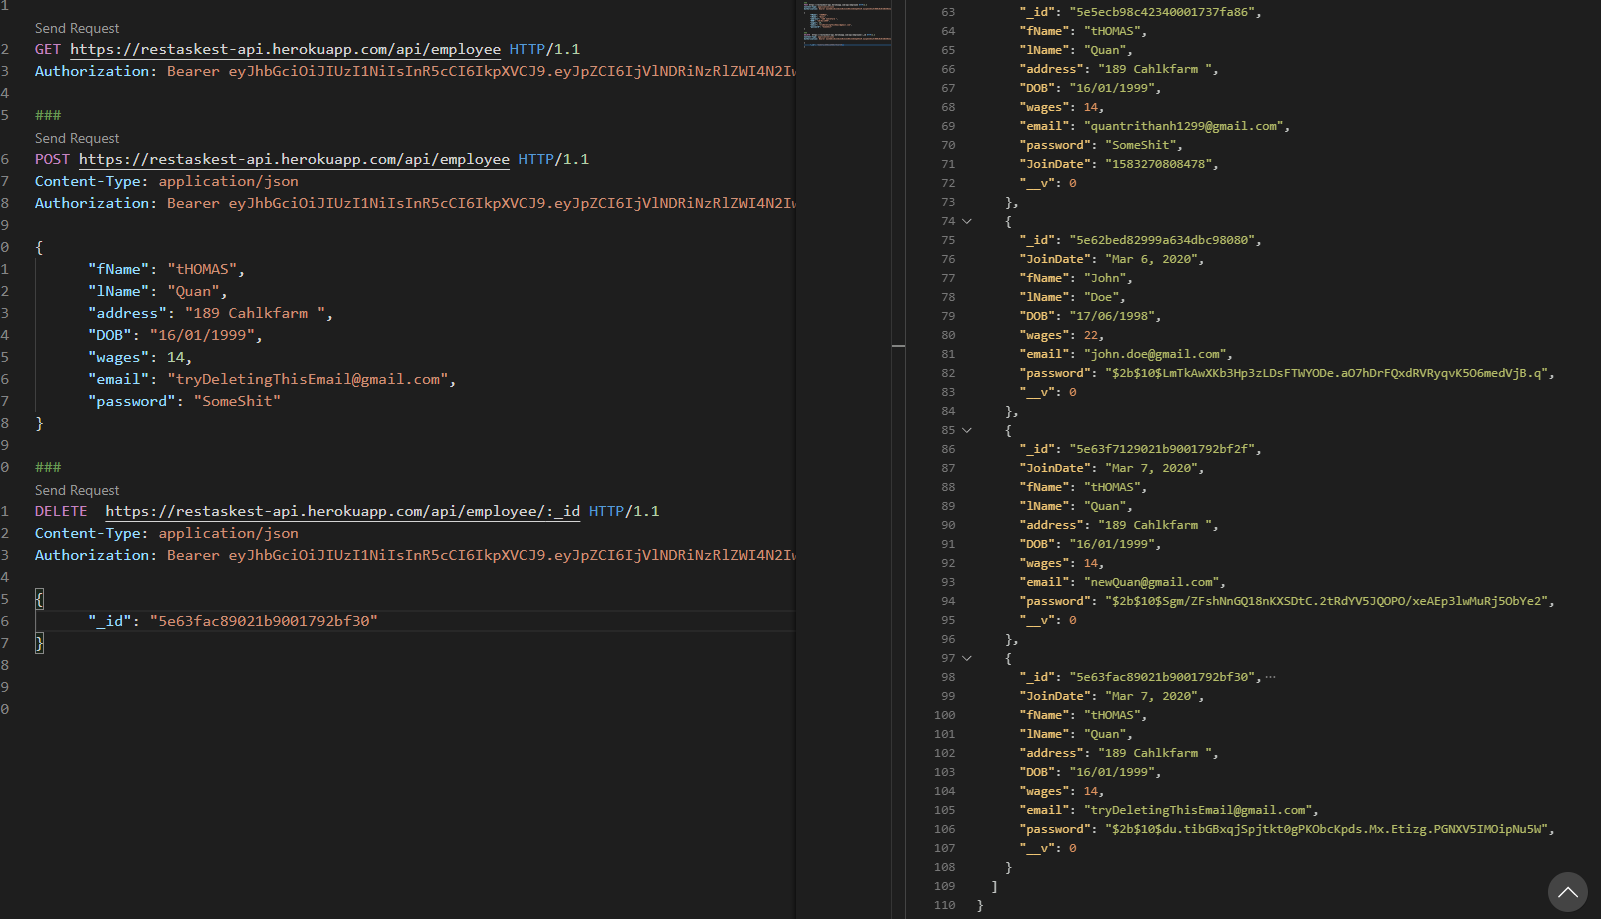 1
Send Request
2 GET https://restaskest-api.herokuapp.com/api/employee HTTP/1.1
3 Authorization: Bearer eyJhbGciOiJIUzI1NiIsInR5cCI6IkpXVCJ9.eyJpZCI6IjVlNDRiNzRlZWI4N2Iw
4
5 ###
Send Request
6 POST https://restaskest-api.herokuapp.com/api/employee HTTP/1.1
7 Content-Type: application/json
8 Authorization: Bearer eyJhbGciOiJIUzI1NiIsInR5cCI6IkpXVCJ9.eyJpZCI6IjVlNDRiNzRlZWI4N2Iw
9
0 {
1 "fName": "tHOMAS",
2 "lName": "Quan",
3 "address": "189 Cahlkfarm ",
4 "DOB": "16/01/1999",
5 "wages": 14,
6 "email": "tryDeletingThisEmail@gmail.com",
7 "password": "SomeShit"
8 }
9
0 ###
Send Request
1 DELETE  https://restaskest-api.herokuapp.com/api/employee/:_id HTTP/1.1
2 Content-Type: application/json
3 Authorization: Bearer eyJhbGciOiJIUzI1NiIsInR5cCI6IkpXVCJ9.eyJpZCI6IjVlNDRiNzRlZWI4N2Iw
4
5 {
6 "_id": "5e63fac89021b9001792bf30"
7 }
8
9
0
63 "_id": "5e5ecb98c42340001737fa86",
64 "fName": "tHOMAS",
65 "lName": "Quan",
66 "address": "189 Cahlkfarm ",
67 "DOB": "16/01/1999",
68 "wages": 14,
69 "email": "quantrithanh1299@gmail.com",
70 "password": "SomeShit",
71 "JoinDate": "1583270808478",
72 "__v": 0
73 },
74 {
75 "_id": "5e62bed82999a634dbc98080",
76 "JoinDate": "Mar 6, 2020",
77 "fName": "John",
78 "lName": "Doe",
79 "DOB": "17/06/1998",
80 "wages": 22,
81 "email": "john.doe@gmail.com",
82 "password": "$2b$10$LmTkAwXKb3Hp3zLDsFTWYODe.aO7hDrFQxdRVRyqvK5O6medVjB.q",
83 "__v": 0
84 },
85 {
86 "_id": "5e63f7129021b9001792bf2f",
87 "JoinDate": "Mar 7, 2020",
88 "fName": "tHOMAS",
89 "lName": "Quan",
90 "address": "189 Cahlkfarm ",
91 "DOB": "16/01/1999",
92 "wages": 14,
93 "email": "newQuan@gmail.com",
94 "password": "$2b$10$Sgm/ZFshNnGQ18nKXSDtC.2tRdYV5JQOPO/xeAEp3lwMuRj5ObYe2",
95 "__v": 0
96 },
97 {
98 "_id": "5e63fac89021b9001792bf30",···
99 "JoinDate": "Mar 7, 2020",
100 "fName": "tHOMAS",
101 "lName": "Quan",
102 "address": "189 Cahlkfarm ",
103 "DOB": "16/01/1999",
104 "wages": 14,
105 "email": "tryDeletingThisEmail@gmail.com",
106 "password": "$2b$10$du.tibGBxqjSpjtkt0gPKObcKpds.Mx.Etizg.PGNXV5IMOipNu5W",
107 "__v": 0
108 }
109 ]
110 }